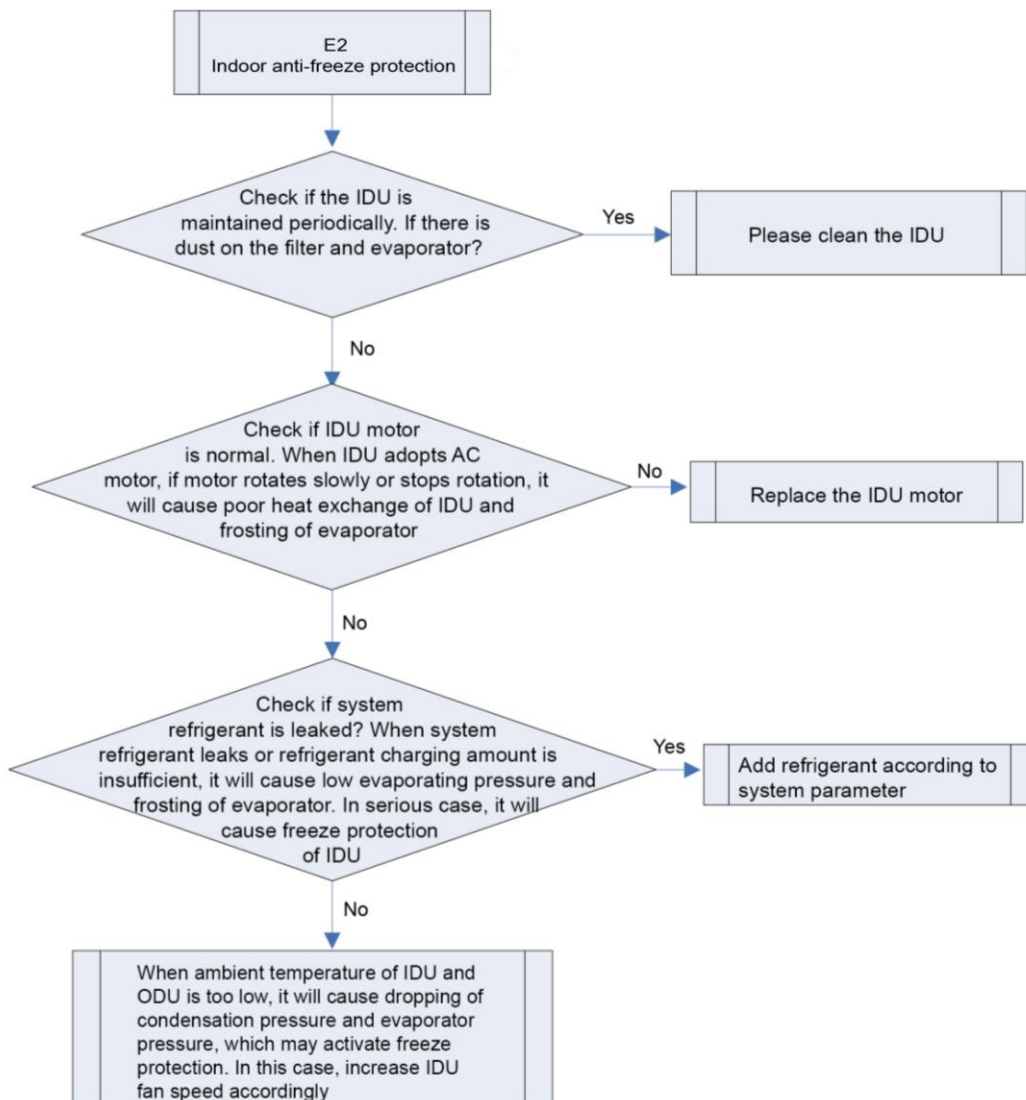 E2
Indoor anti-freeze protection
Check if the IDU is
maintained periodically. If there is
dust on the filter and evaporator?
Yes
Please clean the IDU
No
Check if IDU motor
is normal. When IDU adopts AC
motor, if motor rotates slowly or stops rotation, it
will cause poor heat exchange of IDU and
frosting of evaporator
No
Replace the IDU motor
No
Check if system
refrigerant is leaked? When system
refrigerant leaks or refrigerant charging amount is
insufficient, it will cause low evaporating pressure and
frosting of evaporator. In serious case, it will
cause freeze protection
of IDU
Yes
Add refrigerant according to
system parameter
No
When ambient temperature of IDU and
ODU is too low, it will cause dropping of
condensation pressure and evaporator
pressure, which may activate freeze
protection. In this case, increase IDU
fan speed accordingly